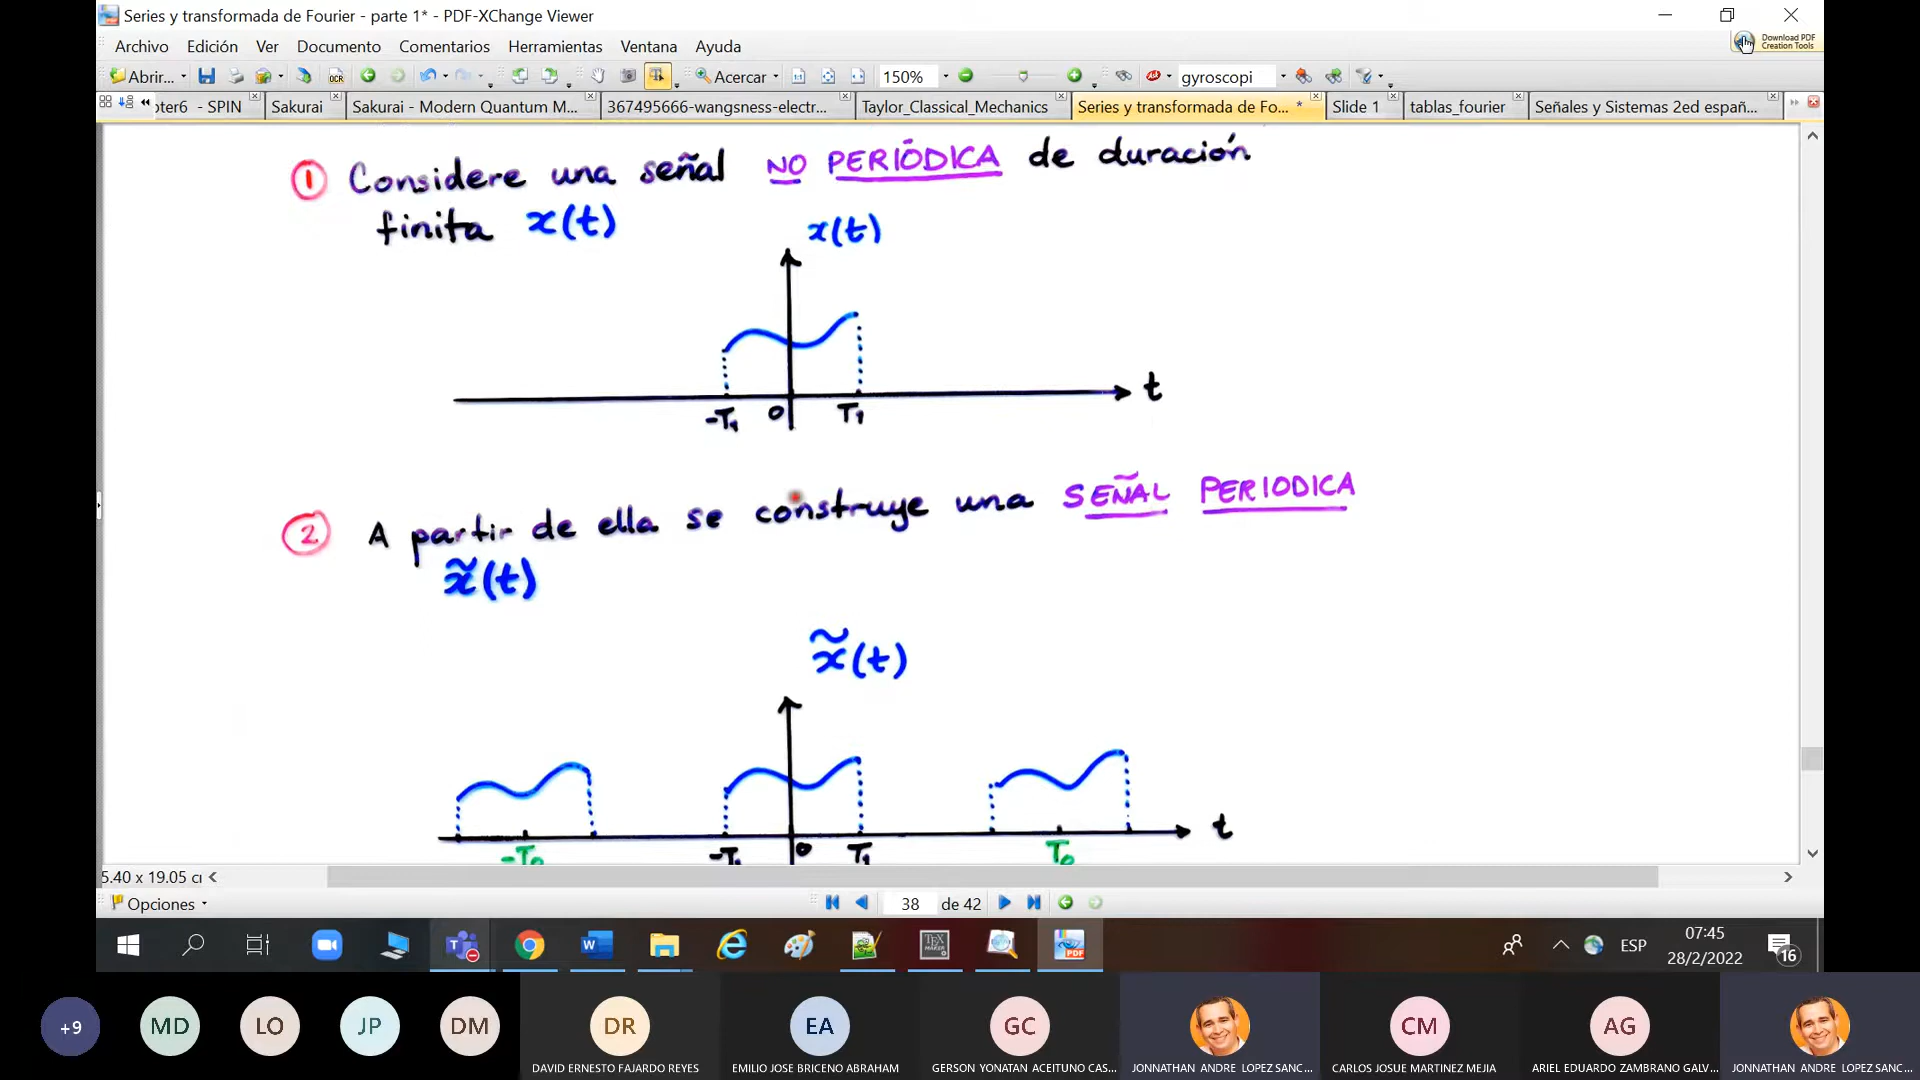 Series y transformada de Fourier - parte 1* - PDF-XChange Viewer
Archivo Edición Ver Documento Comentarios Herramientas Ventana Ayuda
Download PDF
Creation Tools
Abrir... OCR Acercar 150% gyroscopi
oter6 - SPIN Sakurai Sakurai - Modern Quantum M... 367495666-wangsness-electr... Taylor_Classical_Mechanics Series y transformada de Fo... * Slide 1 tablas_fourier Señales y Sistemas 2ed españ...
① Considere una señal NO PERIÓDICA de duración
finita x(t)
x(t)
t
-T₁ 0 T₁
② A partir de ella se construye una SEÑAL PERIODICA
x̃(t)
x̃(t)
t
-T₀ -T₁ 0 T₁ T₀
5.40 x 19.05 cı
Opciones 38 de 42
ESP 07:45
28/2/2022 16
+9 MD LO JP DM DR EA GC CM AG
DAVID ERNESTO FAJARDO REYES EMILIO JOSE BRICENO ABRAHAM GERSON YONATAN ACEITUNO CAS... JONNATHAN ANDRE LOPEZ SANC... CARLOS JOSUE MARTINEZ MEJIA ARIEL EDUARDO ZAMBRANO GALV... JONNATHAN ANDRE LOPEZ SANC...